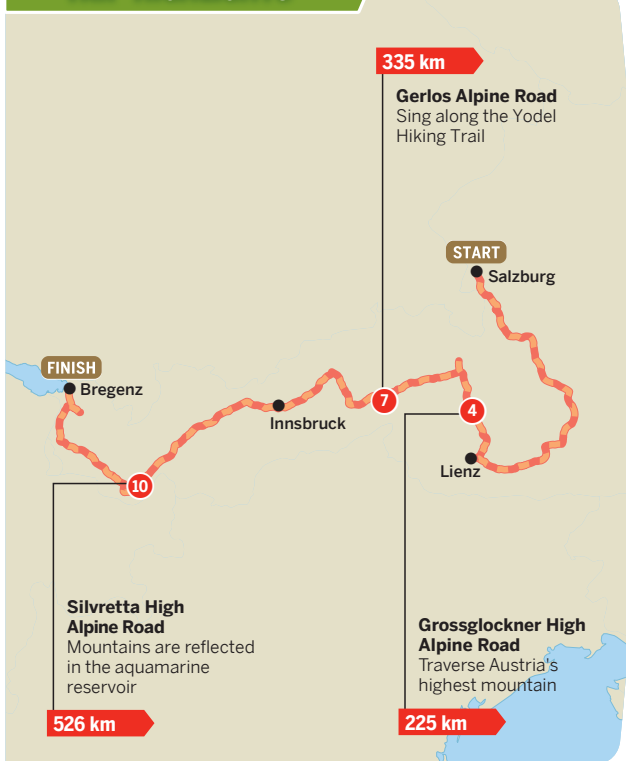 335 km
Gerlos Alpine Road
Sing along the Yodel
Hiking Trail
START
Salzburg
FINISH
Bregenz
Innsbruck
7
4
Lienz
10
Silvretta High
Alpine Road
Mountains are reflected
in the aquamarine
reservoir
526 km
Grossglockner High
Alpine Road
Traverse Austria's
highest mountain
225 km